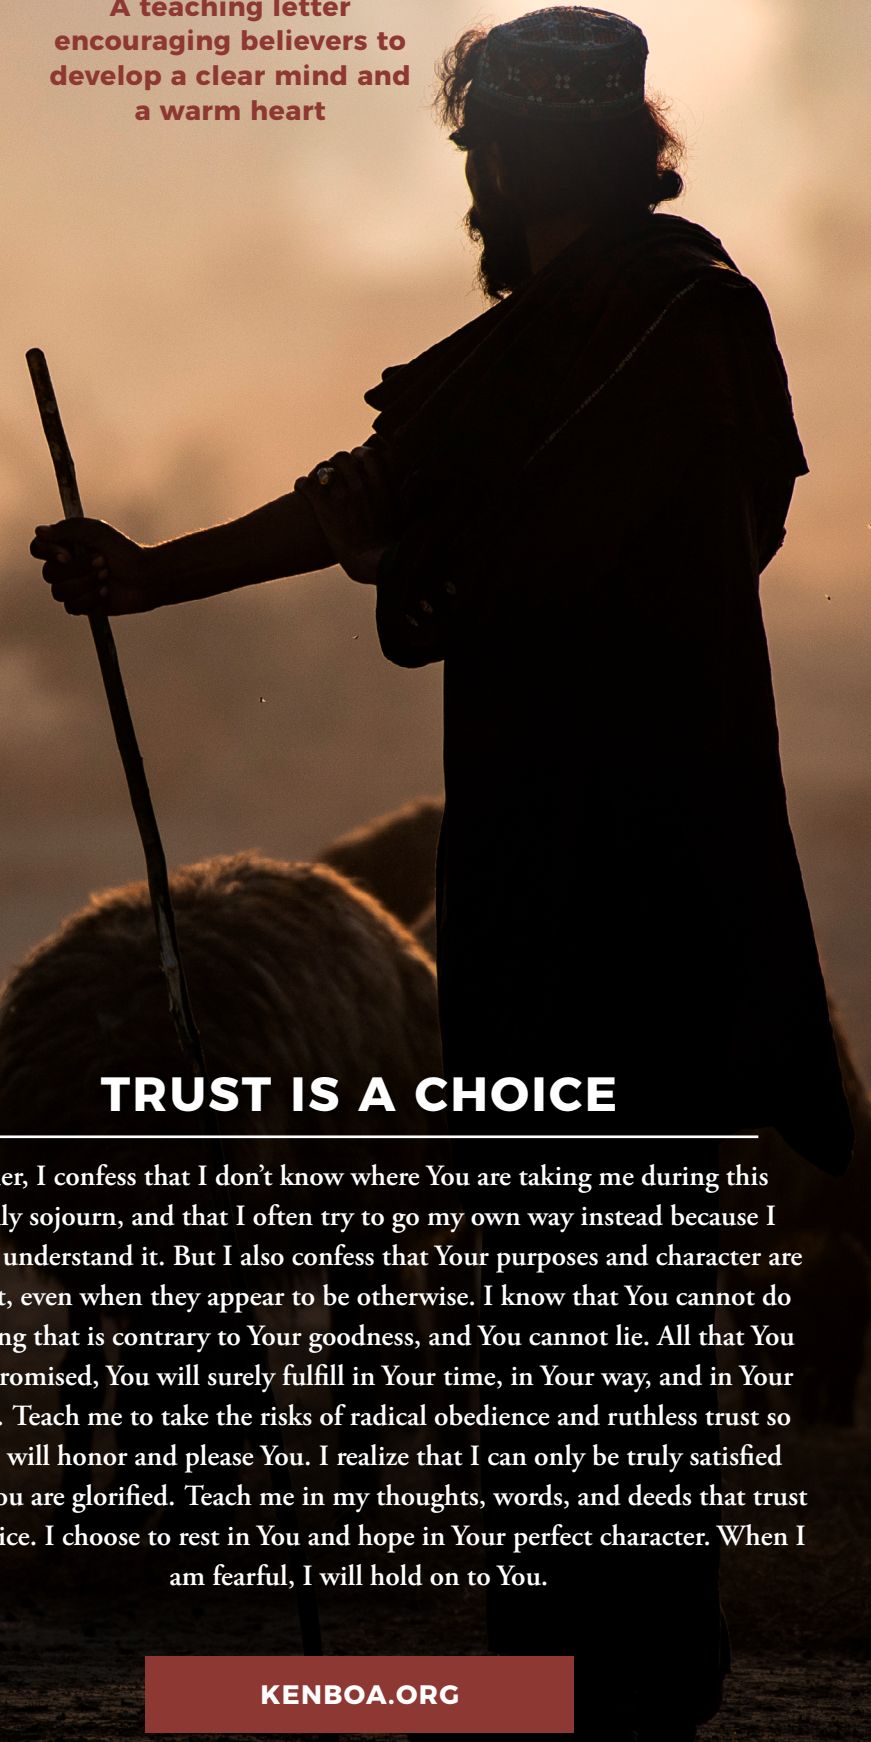 A teaching letter
encouraging believers to
develop a clear mind and
a warm heart
TRUST IS A CHOICE
er, I confess that I don't know where You are taking me during this
ly sojourn, and that I often try to go my own way instead because I
understand it. But I also confess that Your purposes and character are
t, even when they appear to be otherwise. I know that You cannot do
ng that is contrary to Your goodness, and You cannot lie. All that You
romised, You will surely fulfill in Your time, in Your way, and in Your
. Teach me to take the risks of radical obedience and ruthless trust so
will honor and please You. I realize that I can only be truly satisfied
ou are glorified. Teach me in my thoughts, words, and deeds that trust
ice. I choose to rest in You and hope in Your perfect character. When I
am fearful, I will hold on to You.
KENBOA.ORG